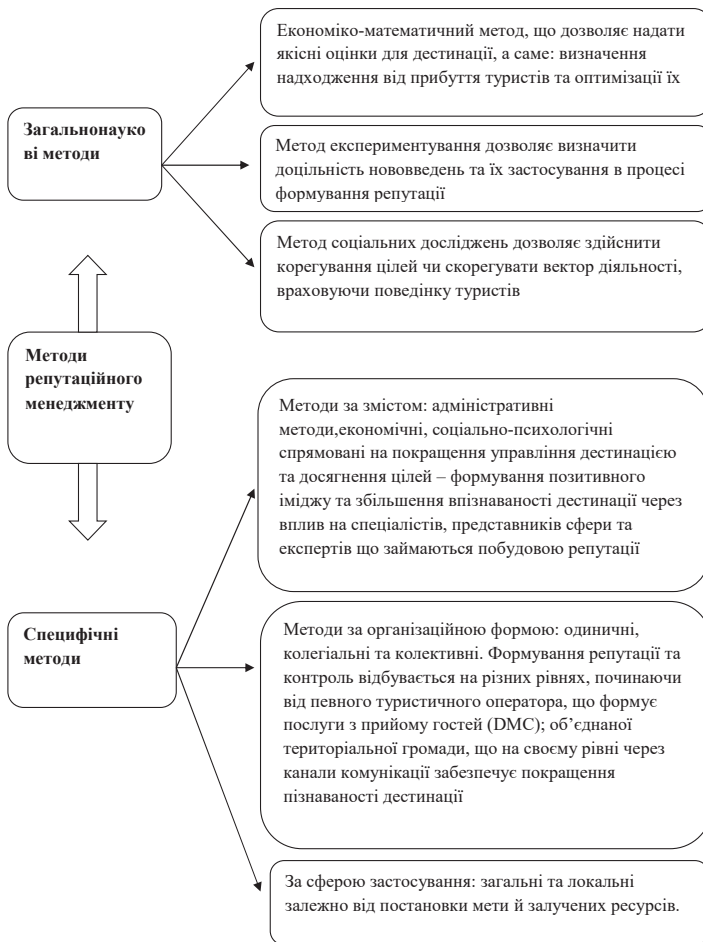 Економіко-математичний метод, що дозволяє надати
якісні оцінки для дестинації, а саме: визначення
надходження від прибуття туристів та оптимізації їх
Загальнонауко
ві методи
Метод експериментування дозволяє визначити
доцільність нововведень та їх застосування в процесі
формування репутації
Метод соціальних досліджень дозволяє здійснити
корегування цілей чи скорегувати вектор діяльності,
враховуючи поведінку туристів
Методи
репутаційного
менеджменту
Методи за змістом: адміністративні
методи,економічні, соціально-психологічні
спрямовані на покращення управління дестинацією
та досягнення цілей – формування позитивного
іміджу та збільшення впізнаваності дестинації через
вплив на спеціалістів, представників сфери та
експертів що займаються побудовою репутації
Специфічні
методи
Методи за організаційною формою: одиничні,
колегіальні та колективні. Формування репутації та
контроль відбувається на різних рівнях, починаючи
від певного туристичного оператора, що формує
послуги з прийому гостей (DMC); об’єднаної
територіальної громади, що на своєму рівні через
канали комунікації забезпечує покращення
пізнаваності дестинації
За сферою застосування: загальні та локальні
залежно від постановки мети й залучених ресурсів.